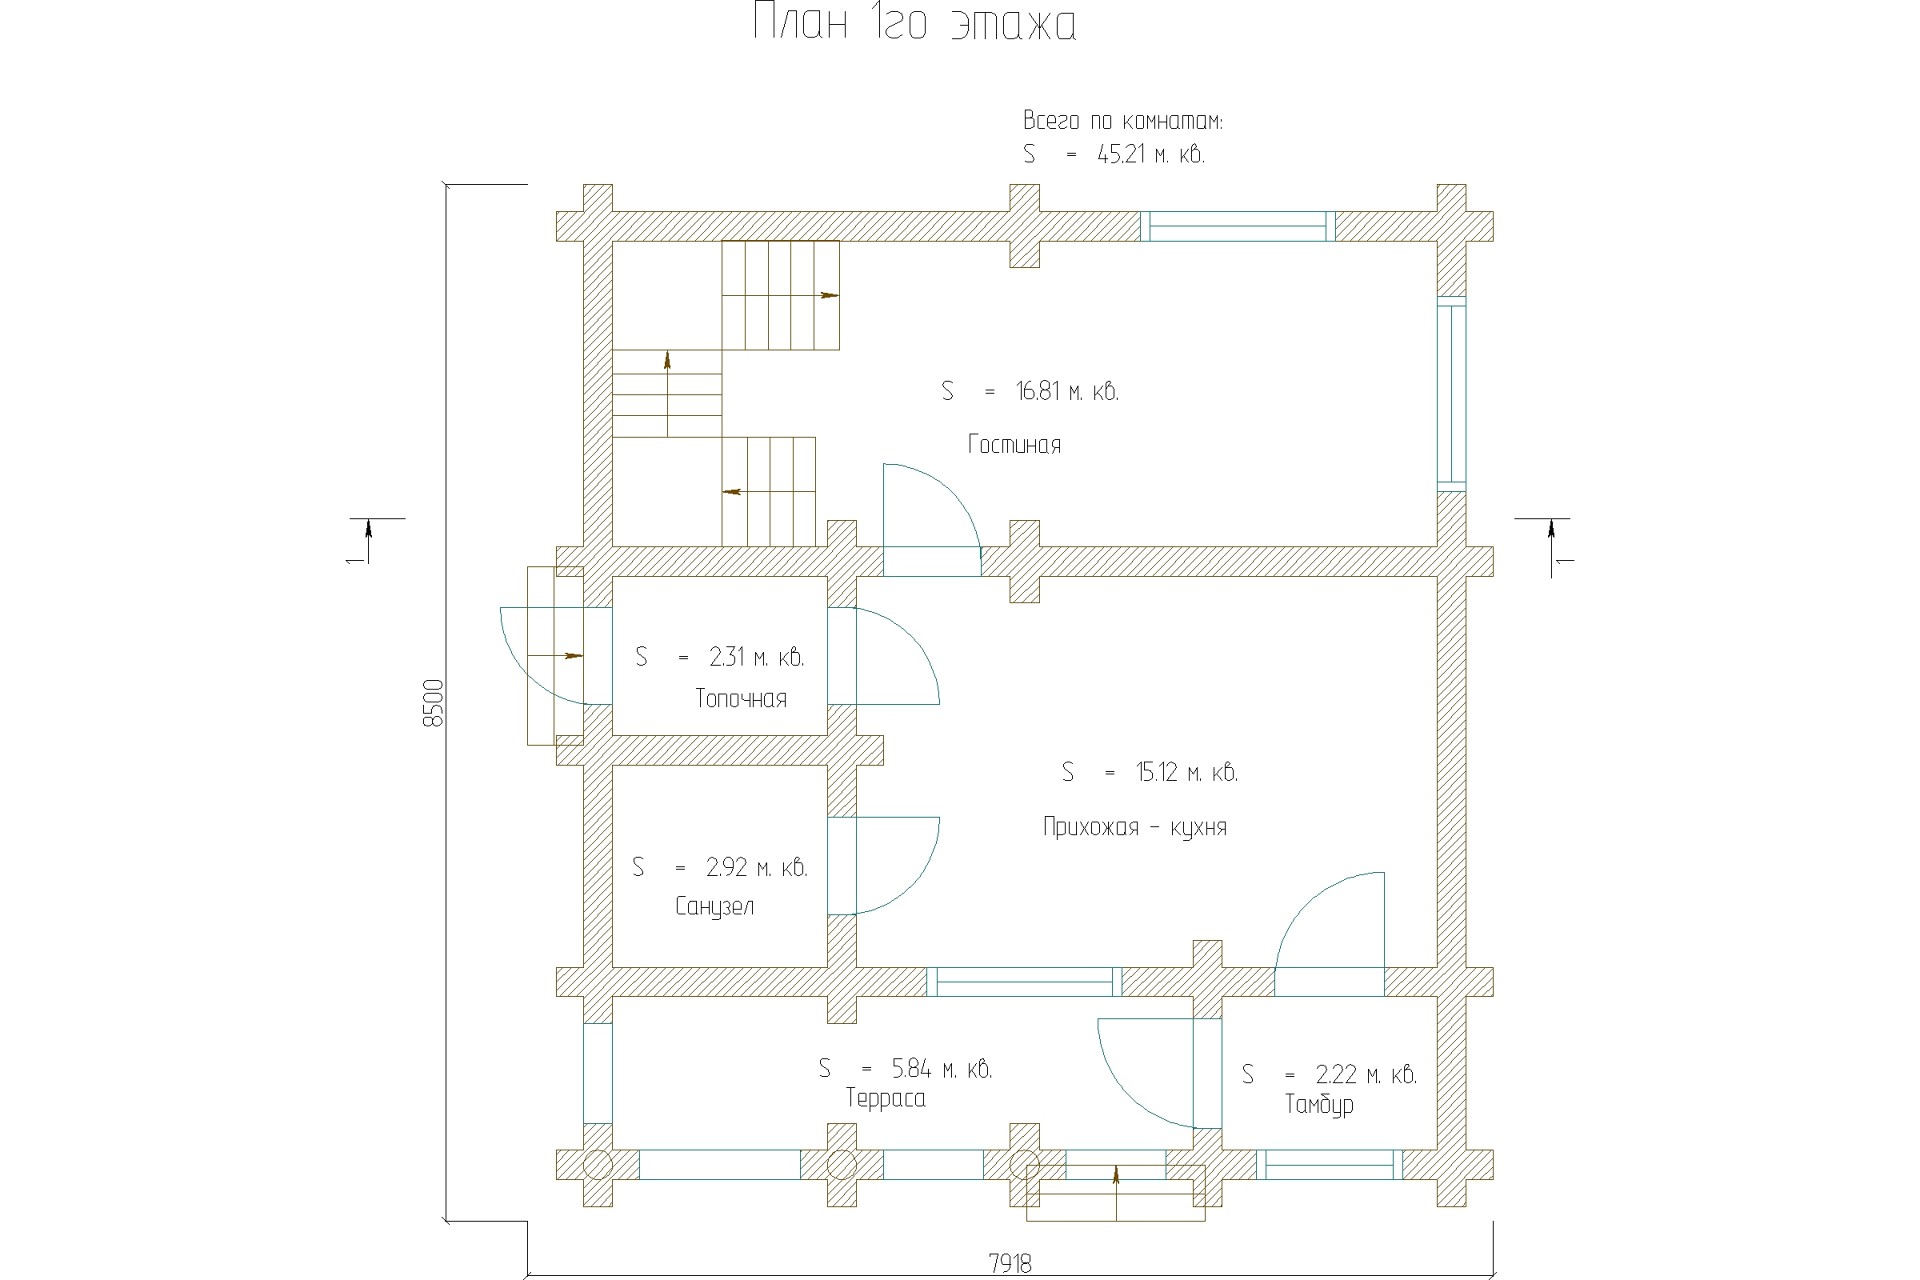 План 1го этажа
Всего по комнатам:
S = 45.21 м. кв.
S = 16.81 м. кв.
Гостиная
1
1
S = 2.31 м. кв.
Топочная
8500
S = 15.12 м. кв.
Прихожая - кухня
S = 2.92 м. кв.
Санузел
S = 5.84 м. кв.
Терраса
S = 2.22 м. кв.
Тамбур
7918